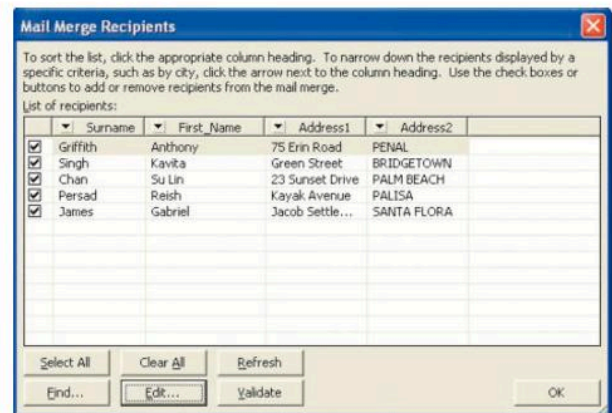 Mail Merge Recipients
To sort the list, click the appropriate column heading. To narrow down the recipients displayed by a
specific criteria, such as by city, click the arrow next to the column heading. Use the check boxes or
buttons to add or remove recipients from the mail merge.
List of recipients:
Surname First_Name Address1 Address2
Griffith Anthony 75 Erin Road PENAL
Singh Kavita Green Street BRIDGETOWN
Chan Su Lin 23 Sunset Drive PALM BEACH
Persad Reish Kayak Avenue PALISA
James Gabriel Jacob Settle... SANTA FLORA
Select All Clear All Refresh
Find... Edit... Validate OK